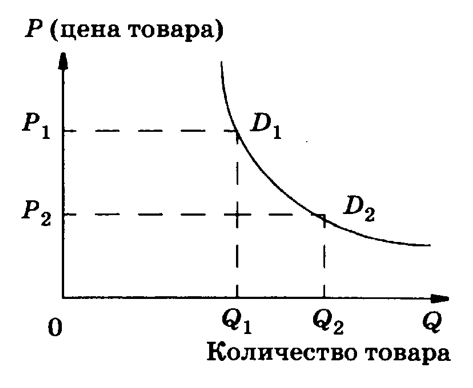 P (цена товара)
P₁
D₁
P₂
D₂
0
Q₁
Q₂
Q
Количество товара